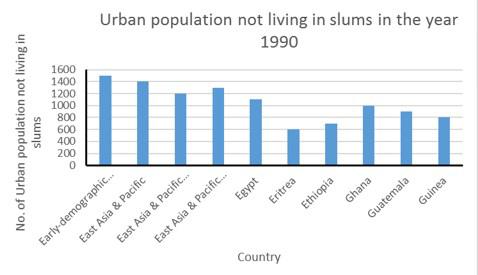 Urban population not living in slums in the year
1990
No. of Urban population not living in
slums
1600
1400
1200
1000
800
600
400
200
0
Early-demographic...
East Asia & Pacific
East Asia & Pacific...
East Asia & Pacific...
Egypt
Eritrea
Ethiopia
Ghana
Guatemala
Guinea
Country